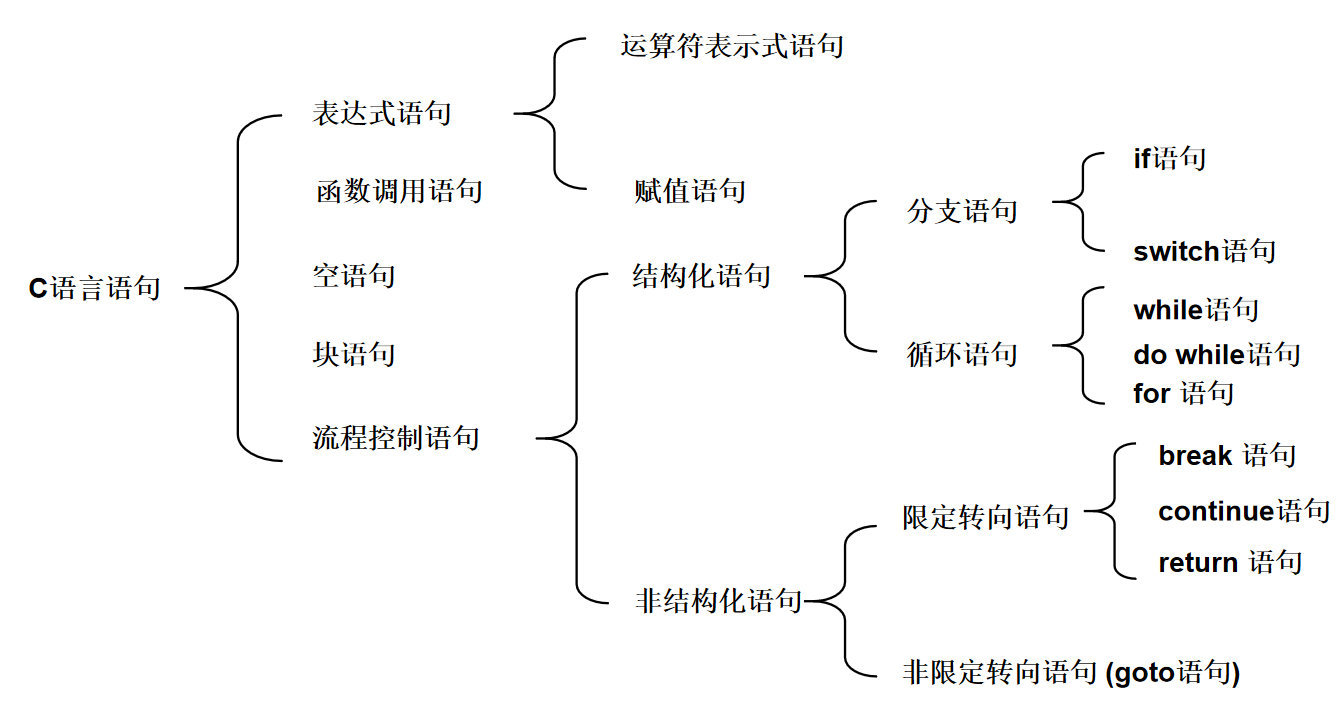 C语言语句
表达式语句
运算符表示式语句
赋值语句
函数调用语句
空语句
块语句
流程控制语句
结构化语句
分支语句
if语句
switch语句
循环语句
while语句
do while语句
for 语句
非结构化语句
限定转向语句
break 语句
continue语句
return 语句
非限定转向语句 (goto语句)